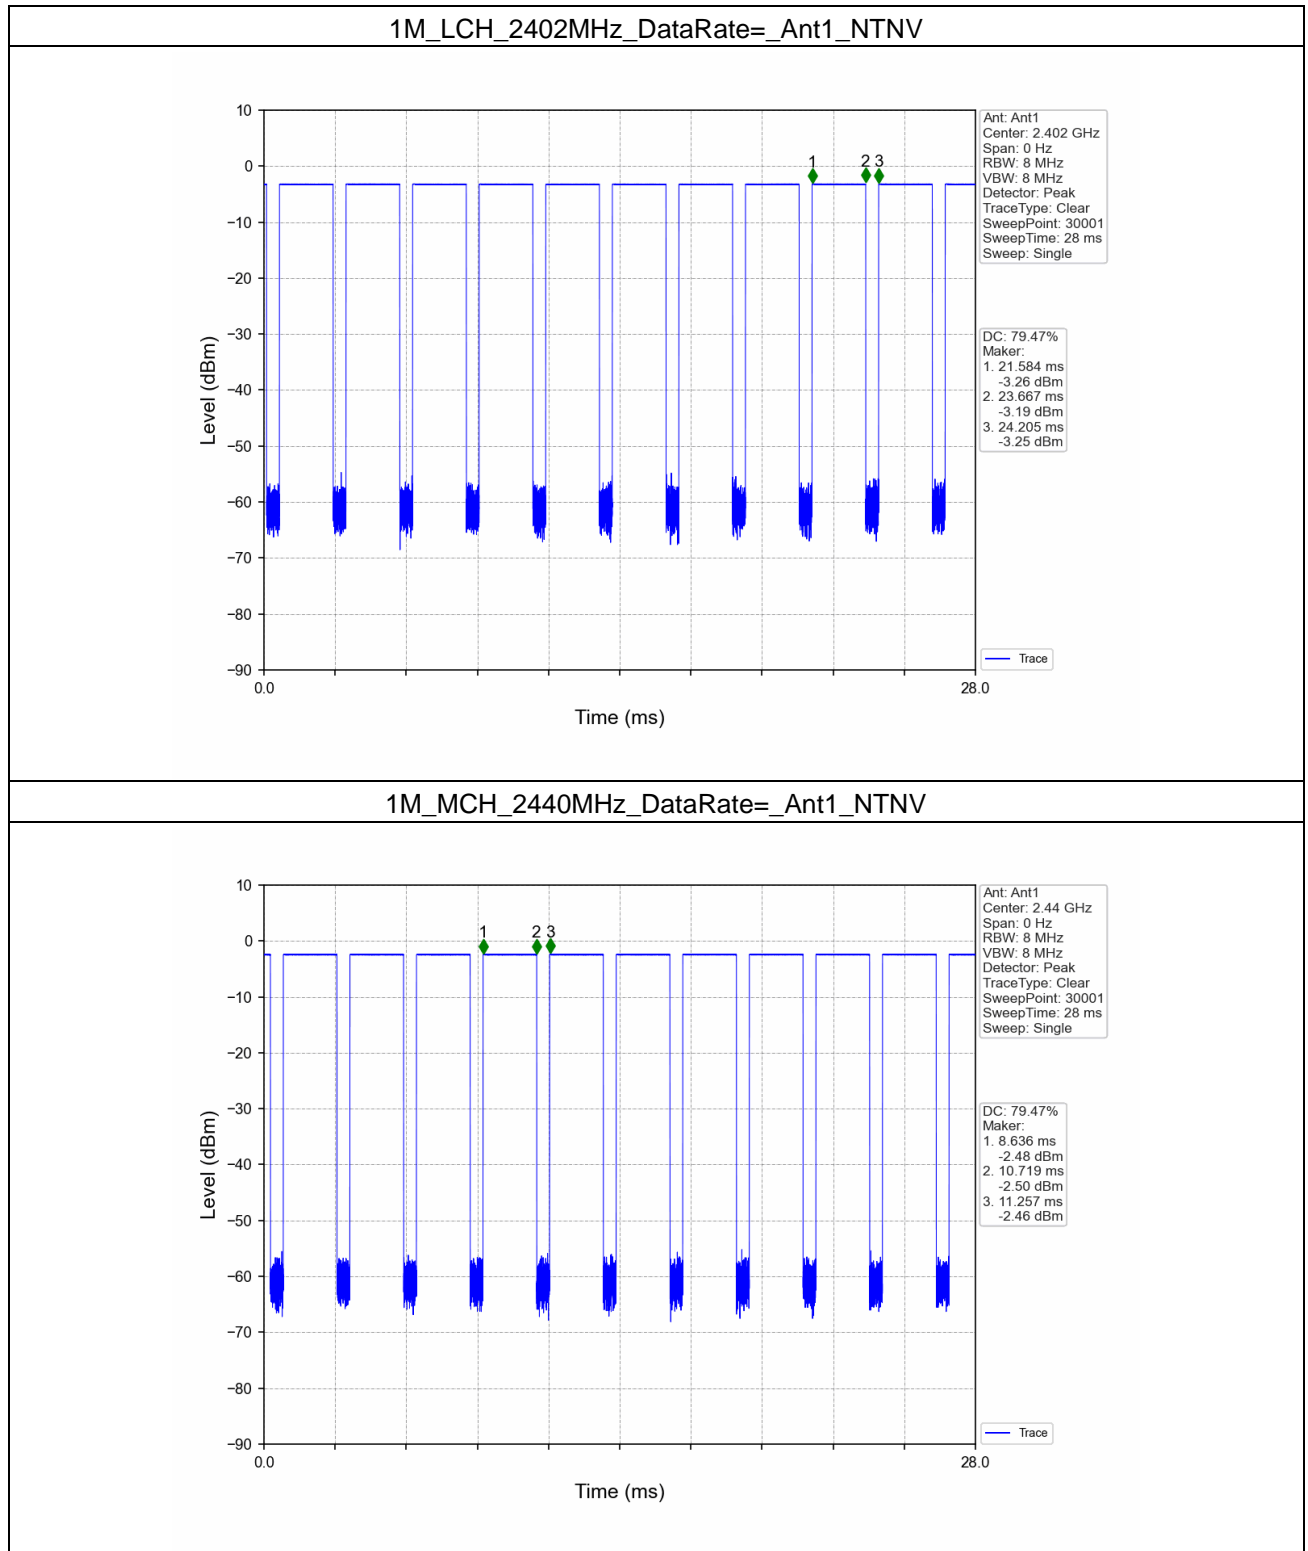 1M_LCH_2402MHz_DataRate=_Ant1_NTNV
10
0
−10
−20
−30
−40
−50
−60
−70
−80
−90
Level (dBm)
0.0
28.0
Time (ms)
1
2 3
Ant: Ant1
Center: 2.402 GHz
Span: 0 Hz
RBW: 8 MHz
VBW: 8 MHz
Detector: Peak
TraceType: Clear
SweepPoint: 30001
SweepTime: 28 ms
Sweep: Single
DC: 79.47%
Maker:
1. 21.584 ms
-3.26 dBm
2. 23.667 ms
-3.19 dBm
3. 24.205 ms
-3.25 dBm
Trace
1M_MCH_2440MHz_DataRate=_Ant1_NTNV
10
0
−10
−20
−30
−40
−50
−60
−70
−80
−90
Level (dBm)
0.0
28.0
Time (ms)
1
2 3
Ant: Ant1
Center: 2.44 GHz
Span: 0 Hz
RBW: 8 MHz
VBW: 8 MHz
Detector: Peak
TraceType: Clear
SweepPoint: 30001
SweepTime: 28 ms
Sweep: Single
DC: 79.47%
Maker:
1. 8.636 ms
-2.48 dBm
2. 10.719 ms
-2.50 dBm
3. 11.257 ms
-2.46 dBm
Trace